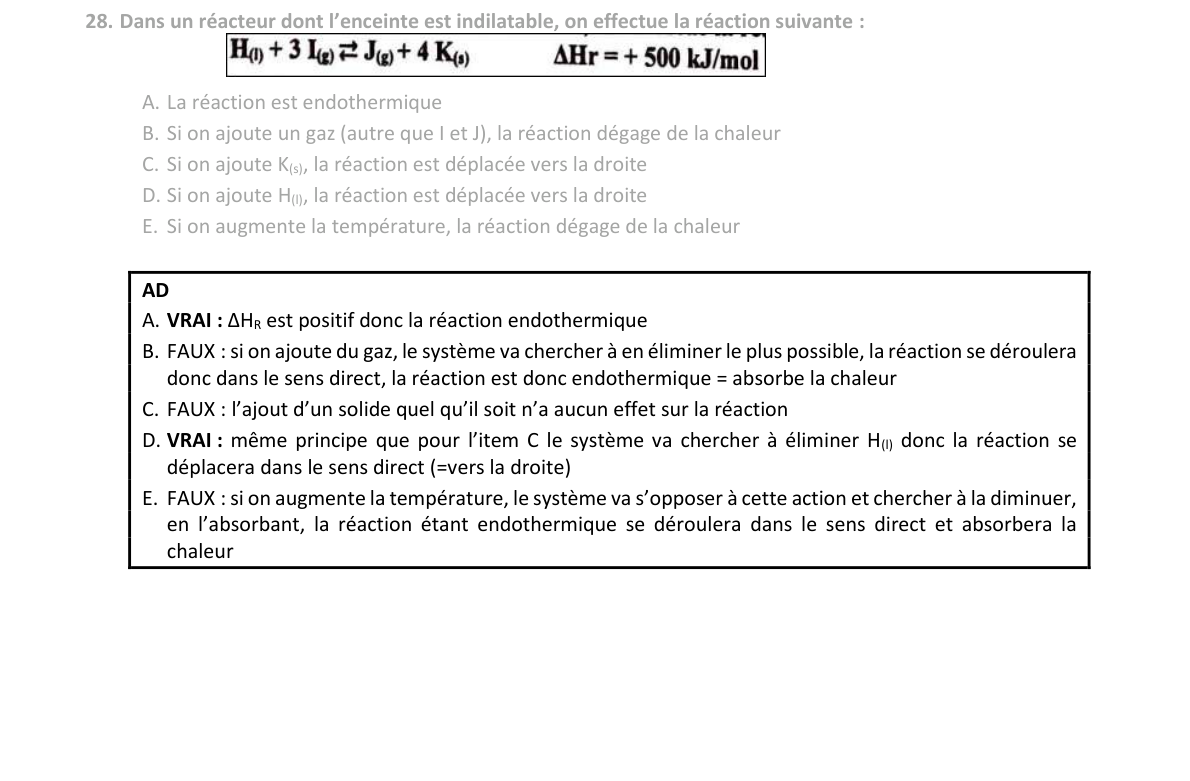 28. Dans un réacteur dont l’enceinte est indilatable, on effectue la réaction suivante :
H(l) + 3 I(g) ⇄ J(g) + 4 K(s) ΔHr = + 500 kJ/mol
A. La réaction est endothermique
B. Si on ajoute un gaz (autre que I et J), la réaction dégage de la chaleur
C. Si on ajoute K(s), la réaction est déplacée vers la droite
D. Si on ajoute H(l), la réaction est déplacée vers la droite
E. Si on augmente la température, la réaction dégage de la chaleur
AD
A. VRAI : ΔHR est positif donc la réaction endothermique
B. FAUX : si on ajoute du gaz, le système va chercher à en éliminer le plus possible, la réaction se déroulera
donc dans le sens direct, la réaction est donc endothermique = absorbe la chaleur
C. FAUX : l’ajout d’un solide quel qu’il soit n’a aucun effet sur la réaction
D. VRAI : même principe que pour l’item C le système va chercher à éliminer H(l) donc la réaction se
déplacera dans le sens direct (=vers la droite)
E. FAUX : si on augmente la température, le système va s’opposer à cette action et chercher à la diminuer,
en l’absorbant, la réaction étant endothermique se déroulera dans le sens direct et absorbera la
chaleur